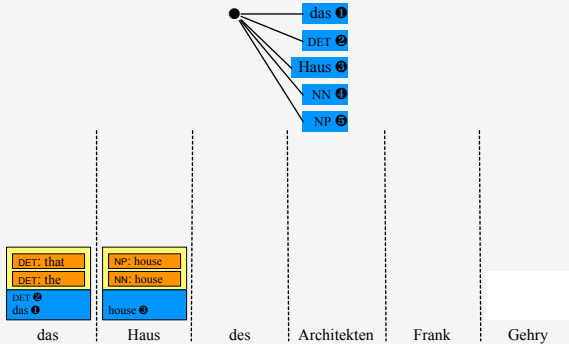 das ❶
DET ❷
Haus ❸
NN ❹
NP ❺
DET: that
DET: the
DET ❷
das ❶
NP: house
NN: house
house ❸
das Haus des Architekten Frank Gehry